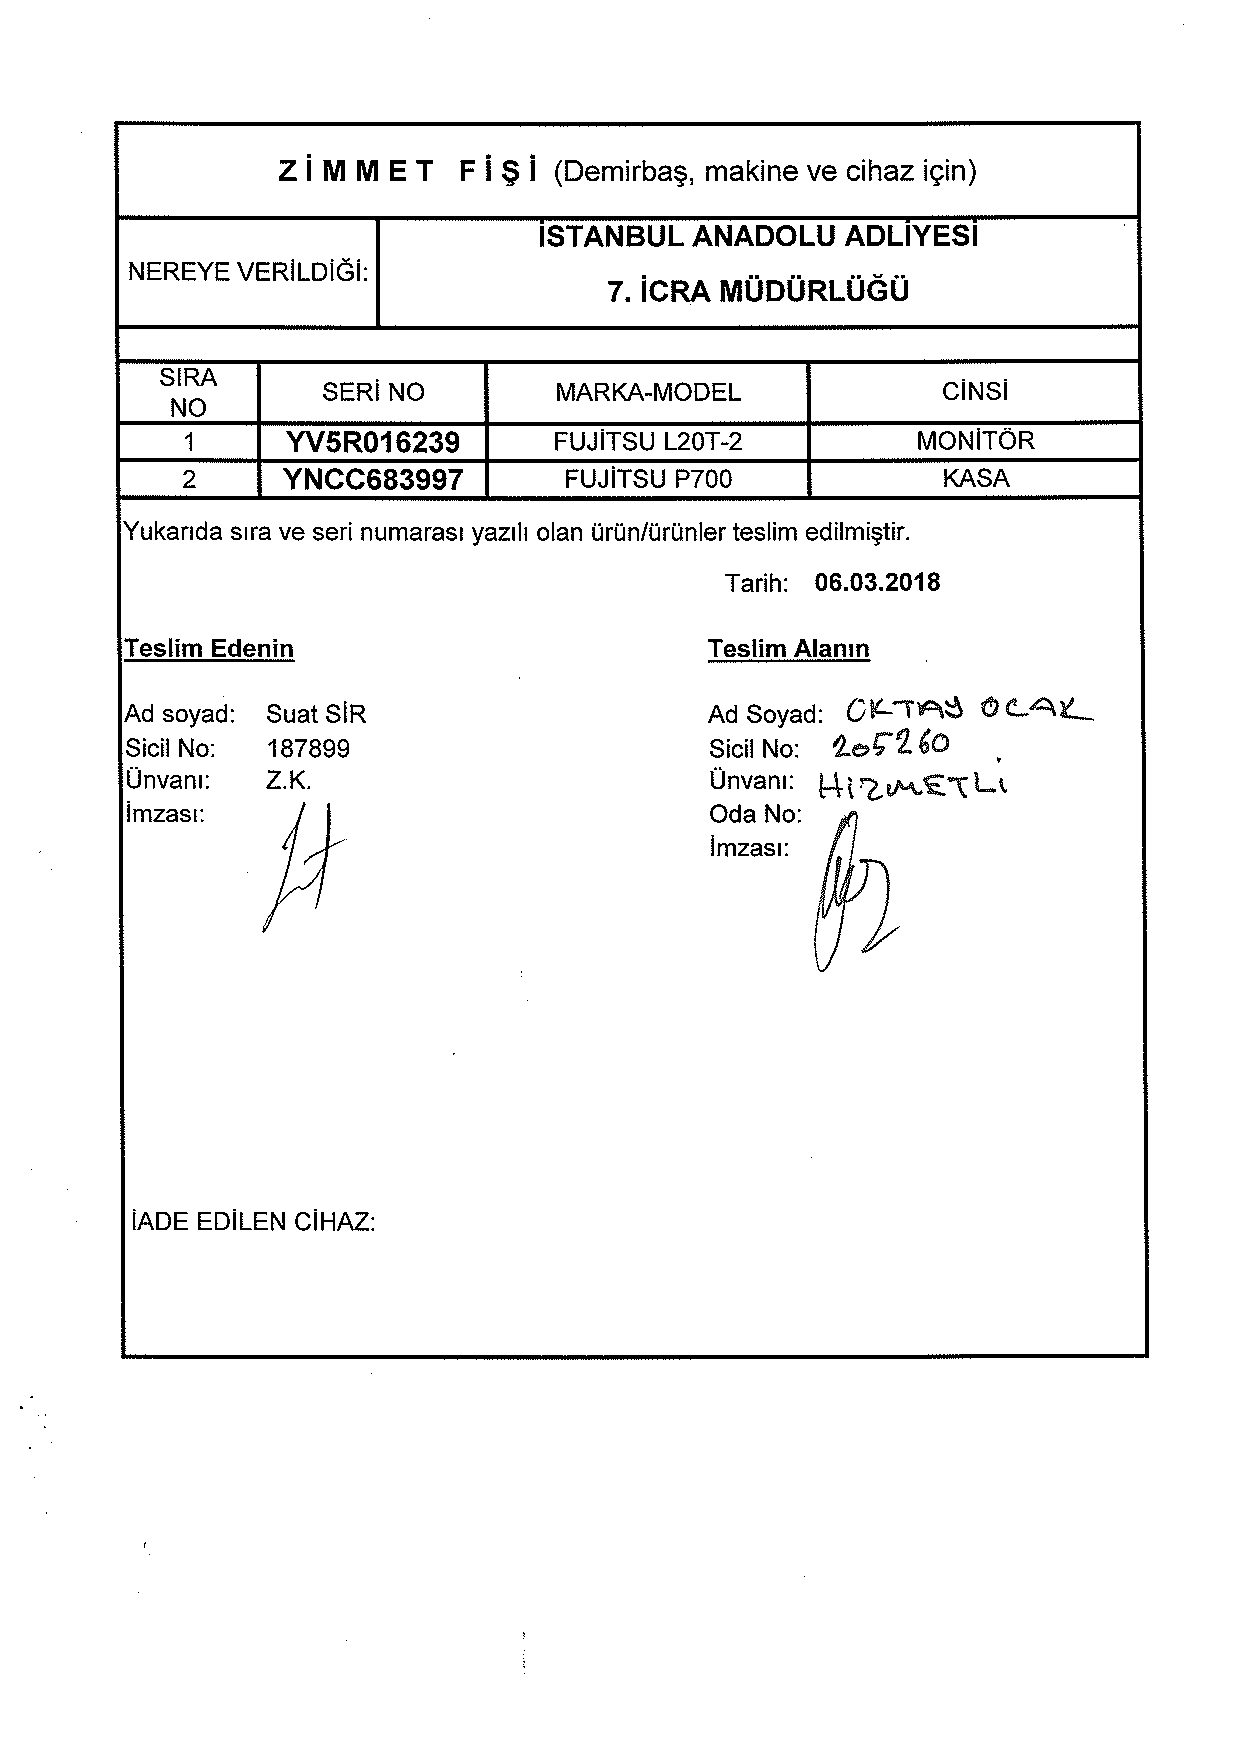 ZİMMET FİŞİ (Demirbaş, makine ve cihaz için)
NEREYE VERİLDİĞİ:
İSTANBUL ANADOLU ADLİYESİ
7. İCRA MÜDÜRLÜĞÜ
SIRA NO SERİ NO MARKA-MODEL CİNSİ
1 YV5R016239 FUJİTSU L20T-2 MONİTÖR
2 YNCC683997 FUJİTSU P700 KASA
Yukarıda sıra ve seri numarası yazılı olan ürün/ürünler teslim edilmiştir.
Tarih: 06.03.2018
Teslim Edenin
Ad soyad: Suat SİR
Sicil No: 187899
Ünvanı: Z.K.
İmzası:
Teslim Alanın
Ad Soyad: OKTAY OCAK
Sicil No: 205260
Ünvanı: HİZMETLİ
Oda No:
İmzası:
İADE EDİLEN CİHAZ: